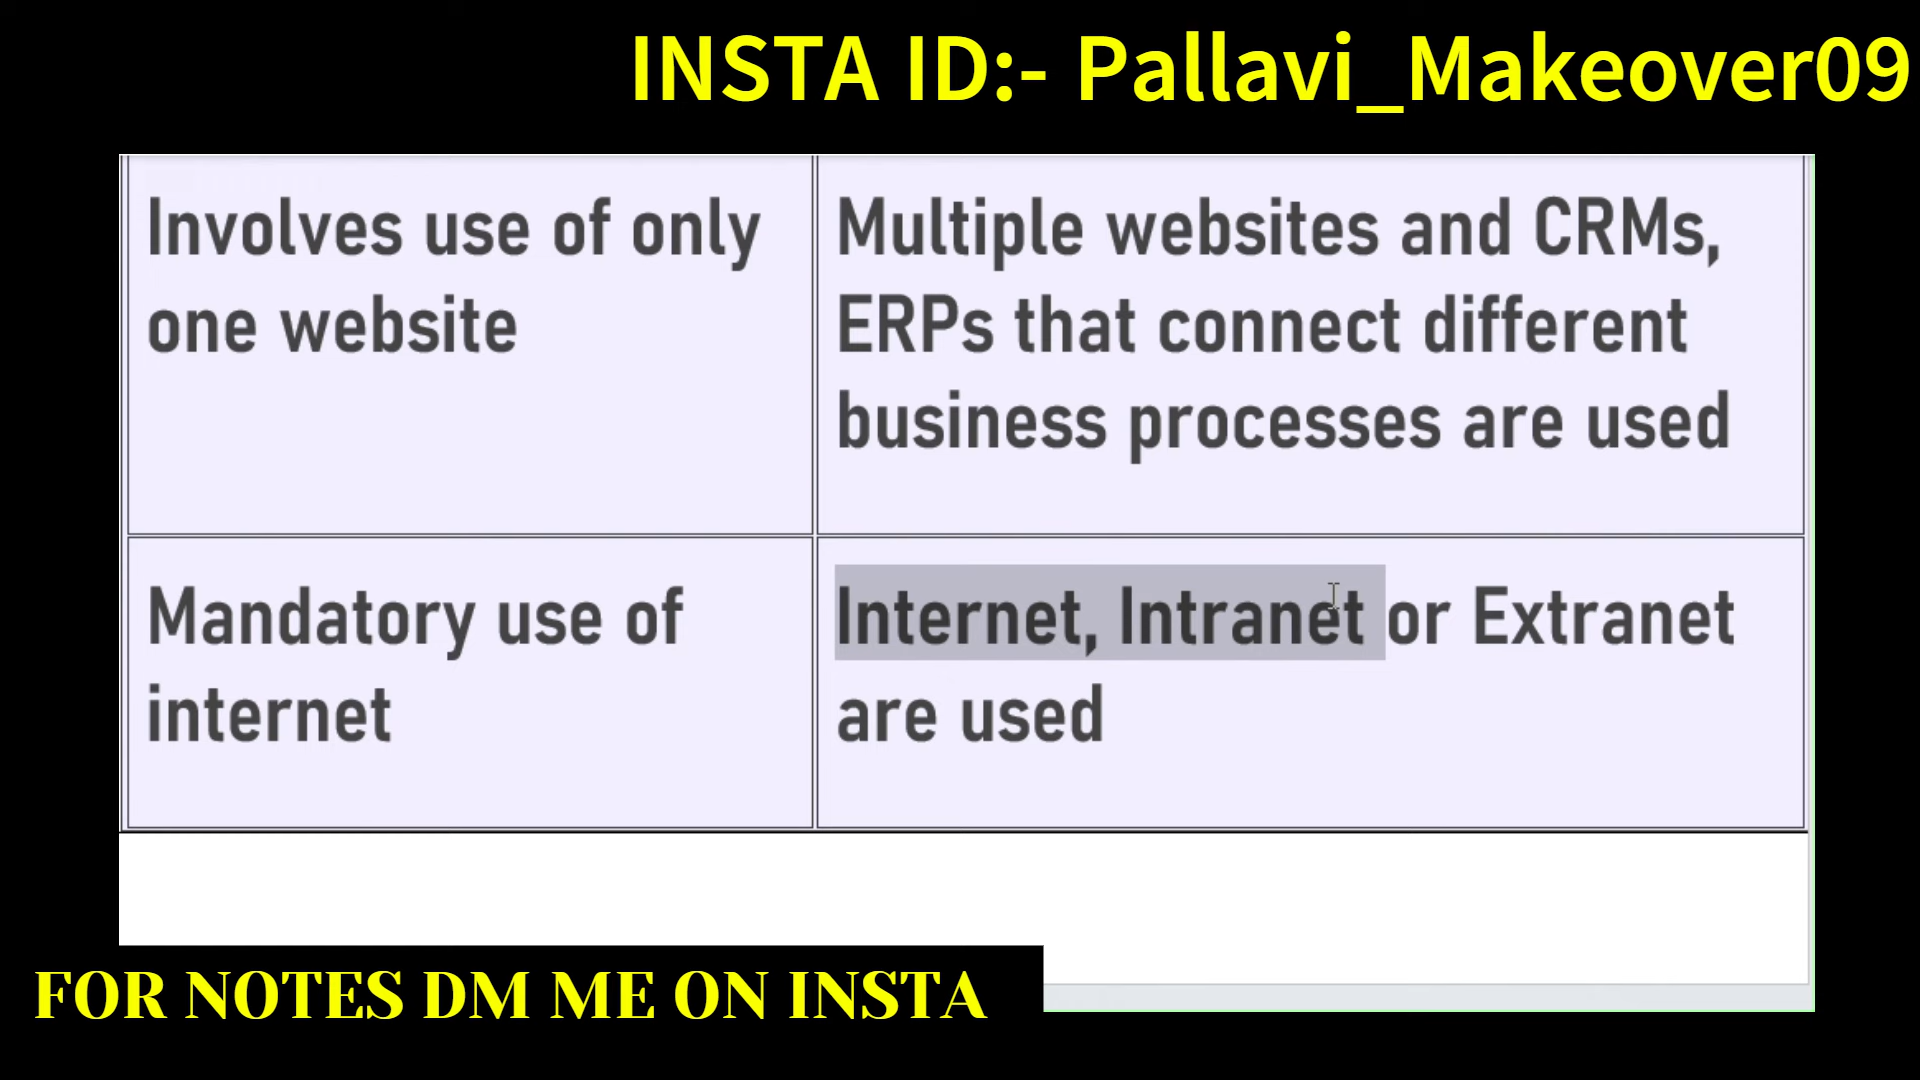 INSTA ID:- Pallavi_Makeover09
Involves use of only
one website
Multiple websites and CRMs,
ERPs that connect different
business processes are used
Mandatory use of
internet
Internet, Intranet or Extranet
are used
FOR NOTES DM ME ON INSTA